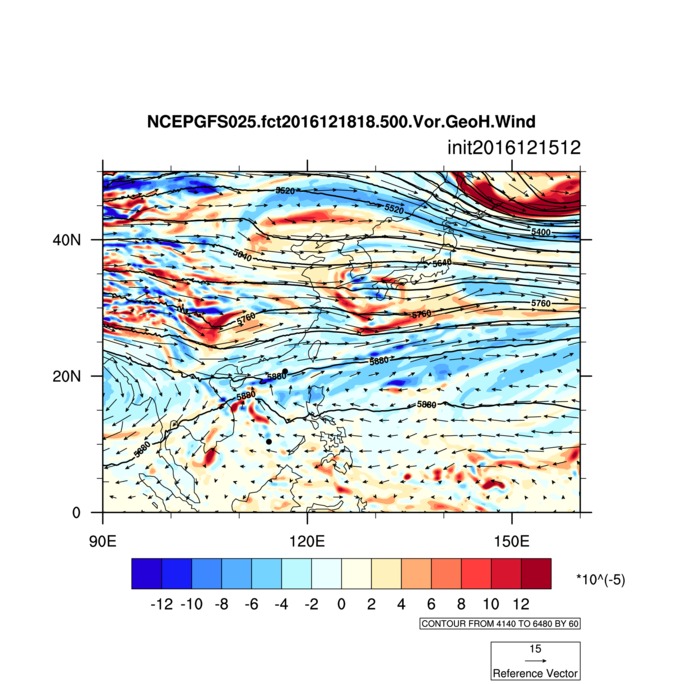 NCEPGFS025.fct2016121818.500.Vor.GeoH.Wind
init2016121512
5520
5520
5400
40N
5640
5640
5760
5760
5760
5880
20N
5880
5880
5880
5880
0
90E 120E 150E
-12 -10 -8 -6 -4 -2 0 2 4 6 8 10 12
*10^(-5)
CONTOUR FROM 4140 TO 6480 BY 60
15
Reference Vector